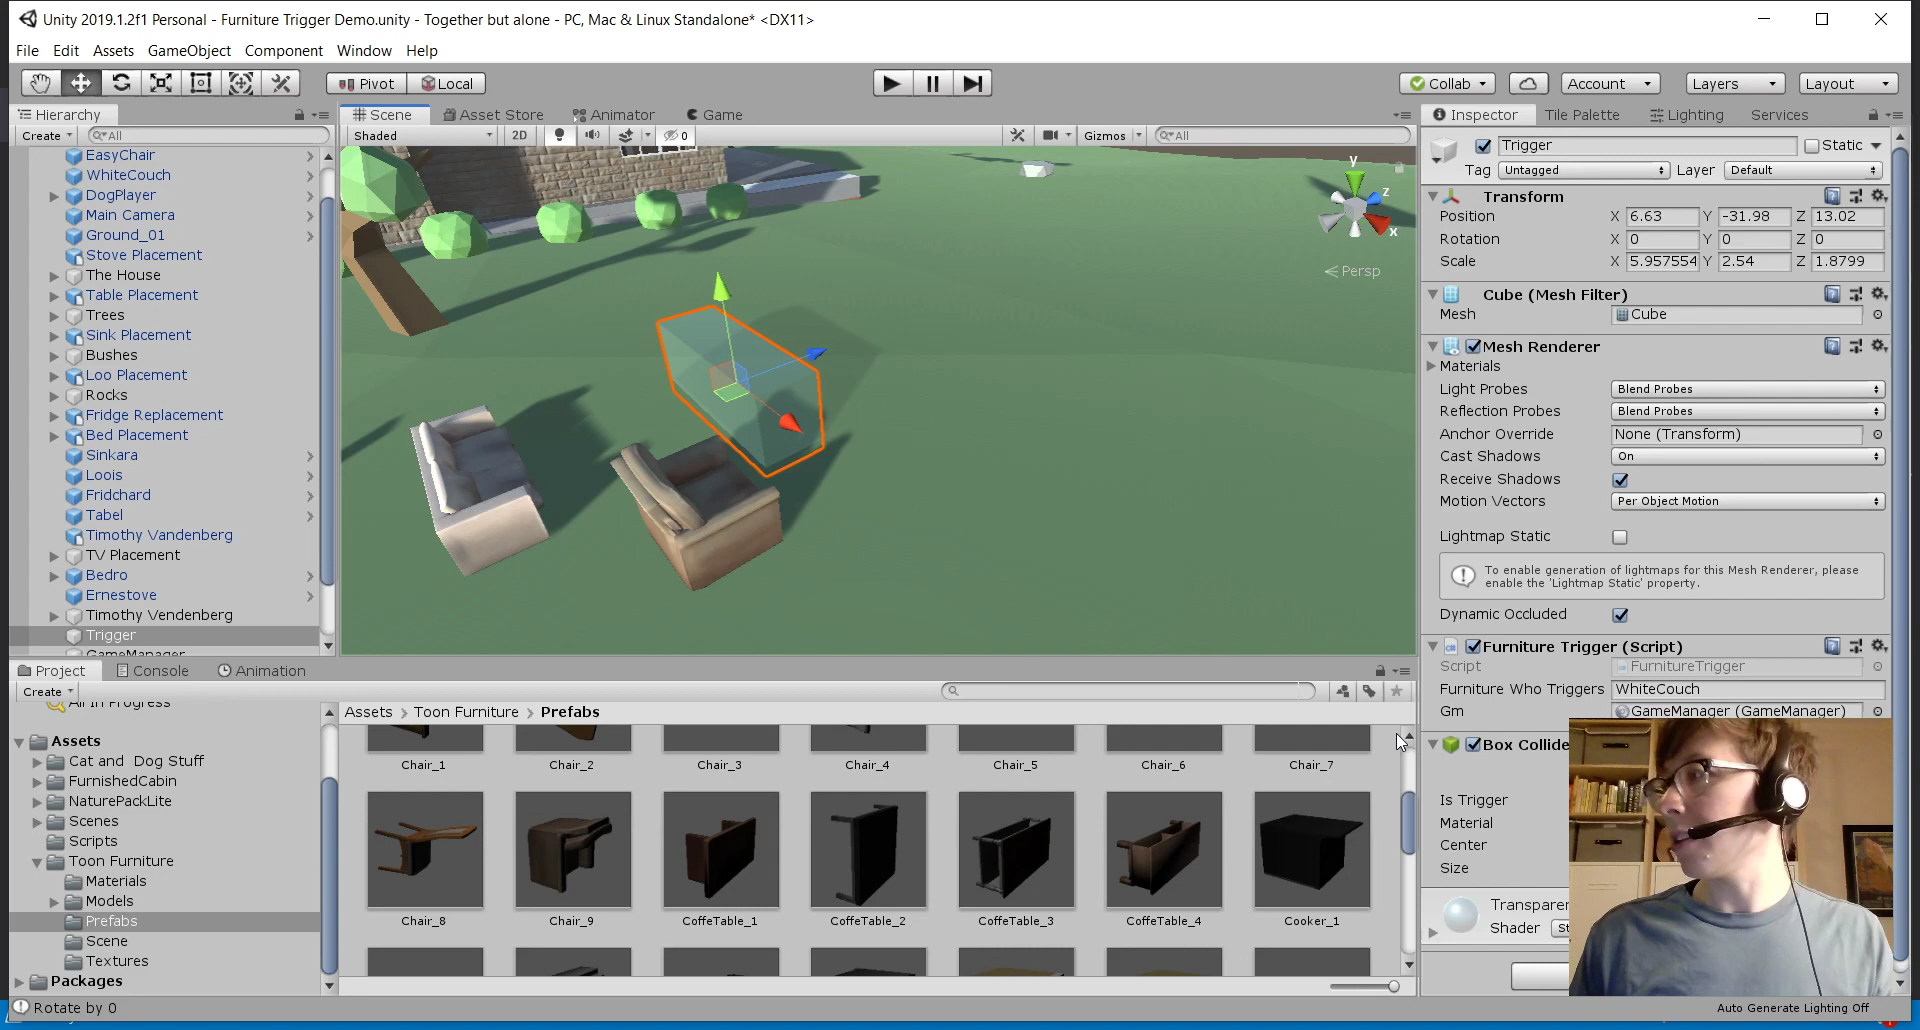 Unity 2019.1.2f1 Personal - Furniture Trigger Demo.unity - Together but alone - PC, Mac & Linux Standalone* <DX11>
File Edit Assets GameObject Component Window Help
Pivot Local Collab Account Layers Layout
Hierarchy
Create All
EasyChair
WhiteCouch
DogPlayer
Main Camera
Ground_01
Stove Placement
The House
Table Placement
Trees
Sink Placement
Bushes
Loo Placement
Rocks
Fridge Replacement
Bed Placement
Sinkara
Loois
Fridchard
Tabel
Timothy Vandenberg
TV Placement
Bedro
Ernestove
Timothy Vendenberg
Trigger
GameManager
Scene Asset Store Animator Game
Shaded 2D 0 Gizmos All
y
z
x
Persp
Inspector Tile Palette Lighting Services
Trigger Static
Tag Untagged Layer Default
Transform
Position X 6.63 Y -31.98 Z 13.02
Rotation X 0 Y 0 Z 0
Scale X 5.957554 Y 2.54 Z 1.8799
Cube (Mesh Filter)
Mesh Cube
Mesh Renderer
Materials
Light Probes Blend Probes
Reflection Probes Blend Probes
Anchor Override None (Transform)
Cast Shadows On
Receive Shadows
Motion Vectors Per Object Motion
Lightmap Static
To enable generation of lightmaps for this Mesh Renderer, please
enable the 'Lightmap Static' property.
Dynamic Occluded
Furniture Trigger (Script)
Script FurnitureTrigger
Furniture Who Triggers WhiteCouch
Gm GameManager (GameManager)
Box Collide
Is Trigger
Material
Center
Size
Transparen
Shader St
Project Console Animation
Create
All In Progress
Assets
Cat and Dog Stuff
FurnishedCabin
NaturePackLite
Scenes
Scripts
Toon Furniture
Materials
Models
Prefabs
Scene
Textures
Packages
Assets > Toon Furniture > Prefabs
Chair_1 Chair_2 Chair_3 Chair_4 Chair_5 Chair_6 Chair_7
Chair_8 Chair_9 CoffeTable_1 CoffeTable_2 CoffeTable_3 CoffeTable_4 Cooker_1
Rotate by 0
Auto Generate Lighting Off